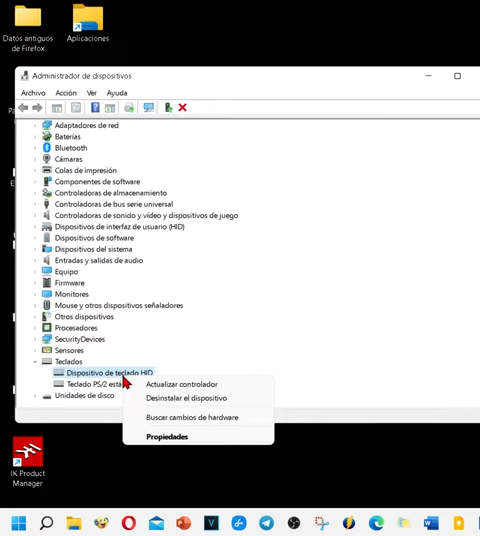 Datos antiguos
de Firefox
Aplicaciones
Administrador de dispositivos
Archivo Acción Ver Ayuda
Adaptadores de red
Baterías
Bluetooth
Cámaras
Colas de impresión
Componentes de software
Controladoras de almacenamiento
Controladoras de bus serie universal
Controladoras de sonido y vídeo y dispositivos de juego
Dispositivos de interfaz de usuario (HID)
Dispositivos de software
Dispositivos del sistema
Entradas y salidas de audio
Equipo
Firmware
Monitores
Mouse y otros dispositivos señaladores
Otros dispositivos
Procesadores
SecurityDevices
Sensores
Teclados
Dispositivo de teclado HID
Teclado PS/2 está
Unidades de disco
Actualizar controlador
Desinstalar el dispositivo
Buscar cambios de hardware
Propiedades
IK Product
Manager